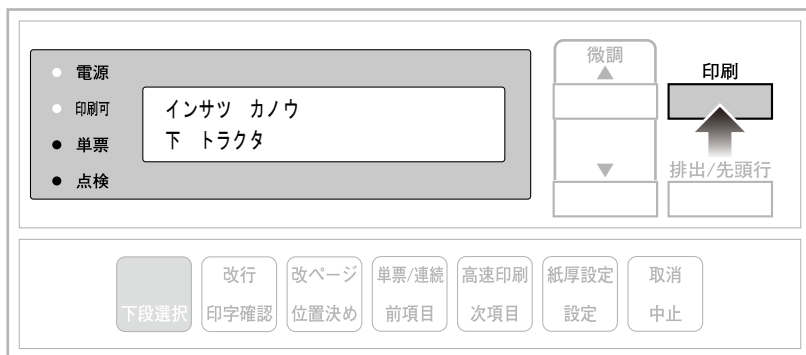 電源
印刷可
単票
点検
インサツ カノウ
下 トラクタ
微調
印刷
排出/先頭行
下段選択
改行
印字確認
改ページ
位置決め
単票/連続
前項目
高速印刷
次項目
紙厚設定
設定
取消
中止